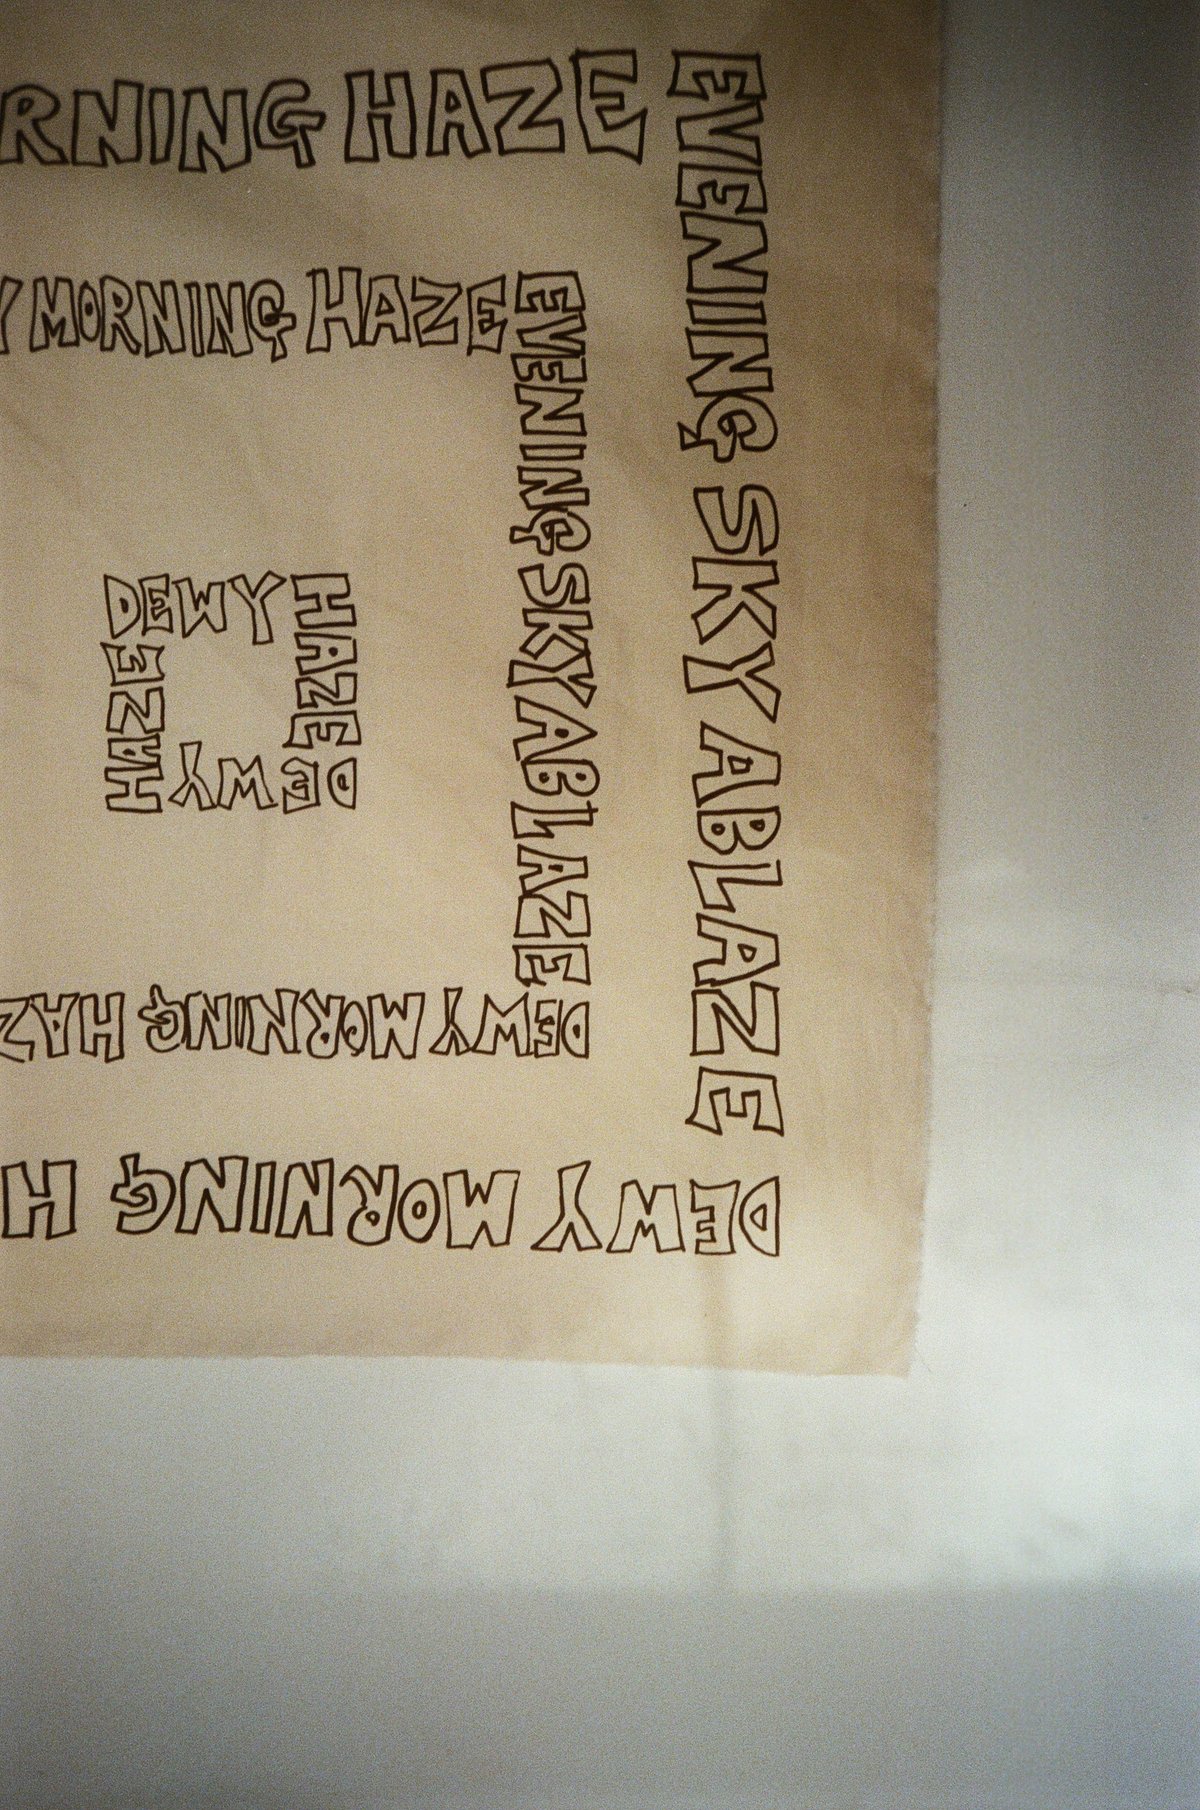 RNING HAZE
EVENING SKY ABLAZE
DEWY MORNING H
Y MORNING HAZE
EVENING SKY ABLAZE
DEWY MORNING HAZ
DEWY
HAZE
DEWY
HAZE